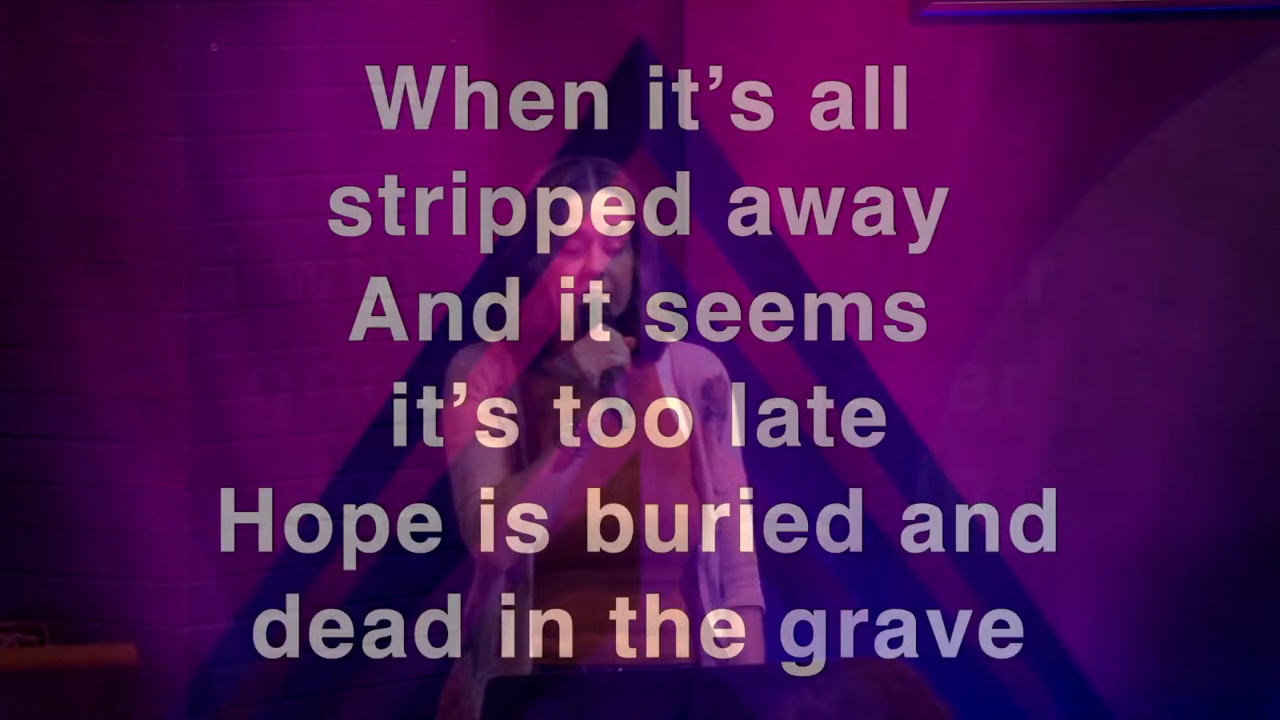 When it’s all
stripped away
And it seems
it’s too late
Hope is buried and
dead in the grave